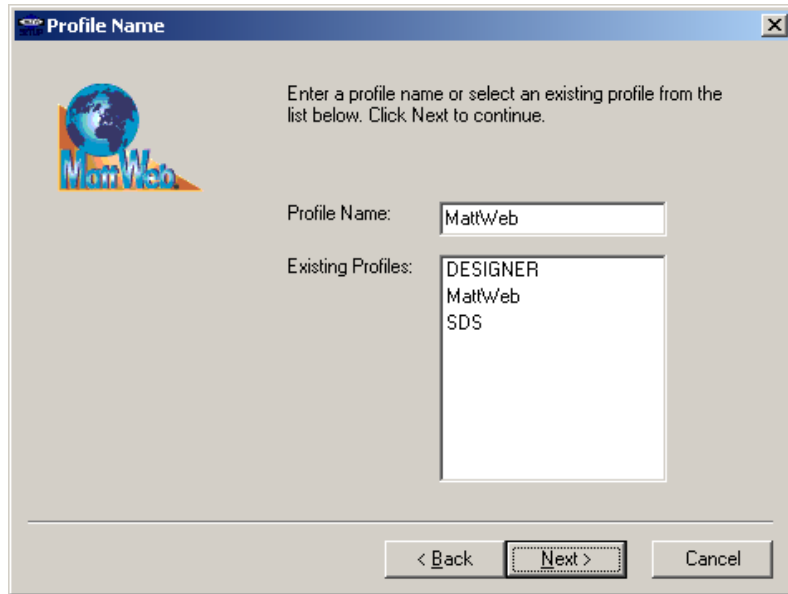 Profile Name
Enter a profile name or select an existing profile from the
list below. Click Next to continue.
MattWeb
Profile Name: MattWeb
Existing Profiles: DESIGNER
MattWeb
SDS
< Back Next > Cancel